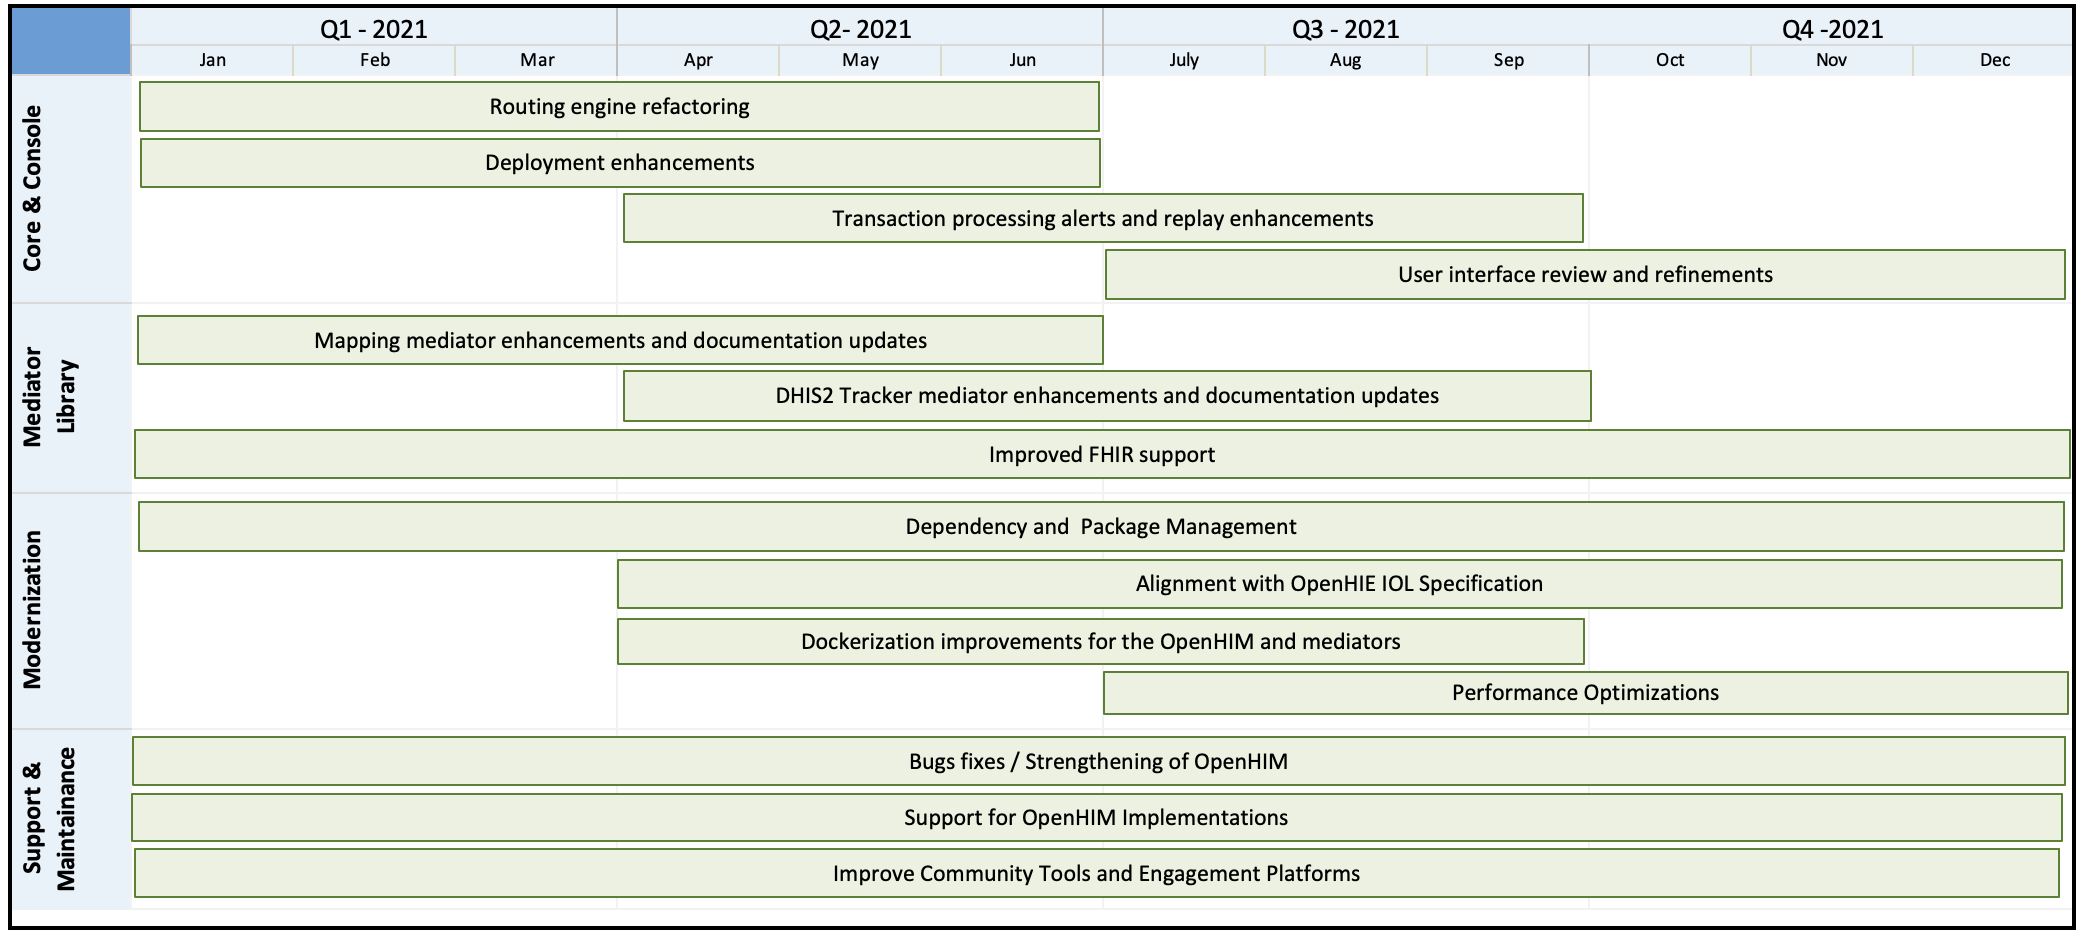 Q1 - 2021 Q2- 2021 Q3 - 2021 Q4 -2021
Jan Feb Mar Apr May Jun July Aug Sep Oct Nov Dec
Core & Console
Routing engine refactoring
Deployment enhancements
Transaction processing alerts and replay enhancements
User interface review and refinements
Mediator
Library
Mapping mediator enhancements and documentation updates
DHIS2 Tracker mediator enhancements and documentation updates
Improved FHIR support
Modernization
Dependency and  Package Management
Alignment with OpenHIE IOL Specification
Dockerization improvements for the OpenHIM and mediators
Performance Optimizations
Support &
Maintainance
Bugs fixes / Strengthening of OpenHIM
Support for OpenHIM Implementations
Improve Community Tools and Engagement Platforms